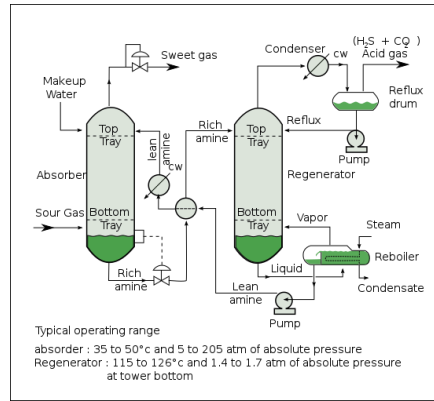 (H₂S + CO₂)
Acid gas
Sweet gas
Condenser
cw
Makeup
Water
Reflux
drum
Rich
amine
Reflux
Top
Tray
lean
amine
Top
Tray
Pump
cw
Absorber
Regenerator
Sour Gas
Bottom
Tray
Bottom
Tray
Vapor
Steam
Reboiler
Rich
amine
Lean
amine
Liquid
Condensate
Pump
Typical operating range
absorder : 35 to 50°c and 5 to 205 atm of absolute pressure
Regenerator : 115 to 126°c and 1.4 to 1.7 atm of absolute pressure
at tower bottom